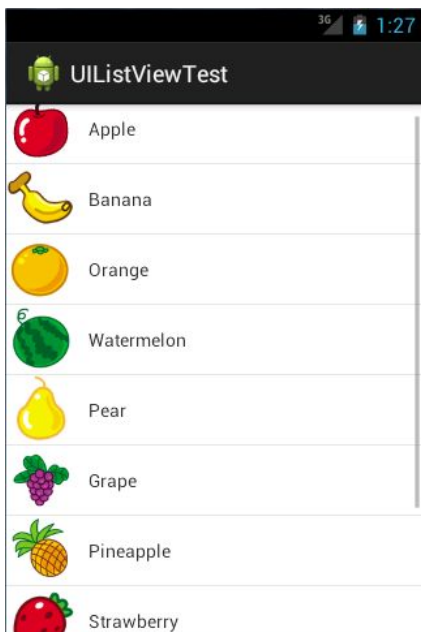 3G 1:27
UIListViewTest
Apple
Banana
Orange
Watermelon
Pear
Grape
Pineapple
Strawberry